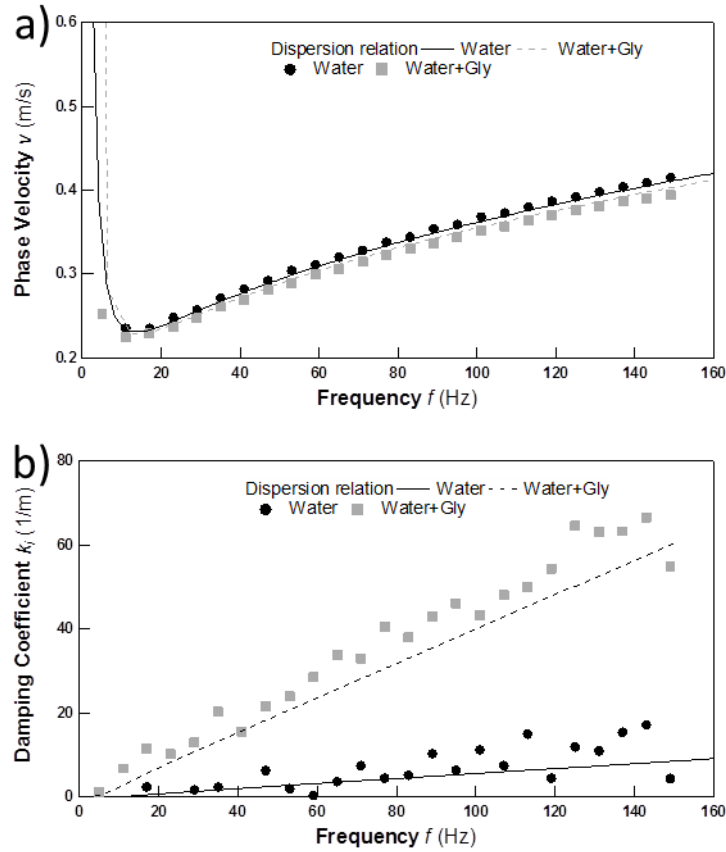 a)
0.6
Dispersion relation Water Water+Gly
Water Water+Gly
0.5
0.4
0.3
0.2
Phase Velocity v (m/s)
0 20 40 60 80 100 120 140 160
Frequency f (Hz)
b)
80
Dispersion relation Water Water+Gly
Water Water+Gly
60
40
20
0
Damping Coefficient ki (1/m)
0 20 40 60 80 100 120 140 160
Frequency f (Hz)